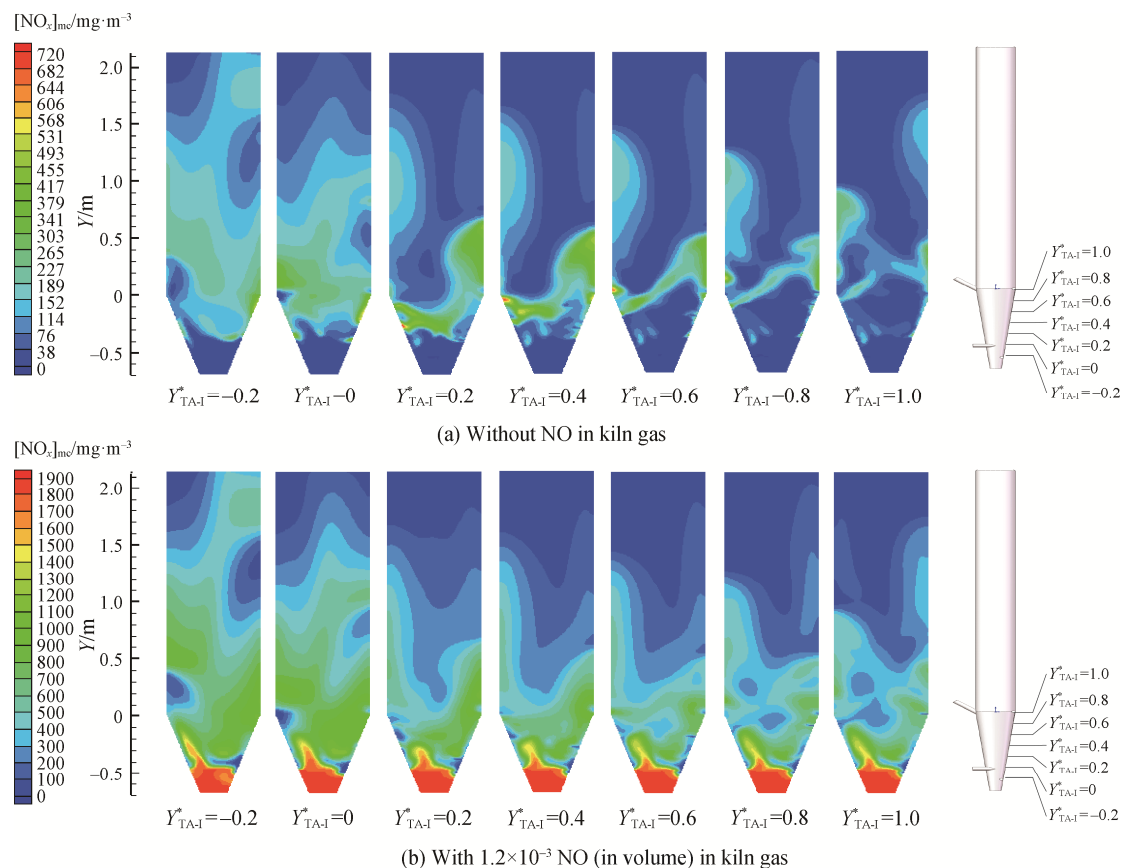 [NOₓ]mc/mg·m⁻³
720
682
644
606
568
531
493
455
417
379
341
303
265
227
189
152
114
76
38
0
Y/m
2.0
1.5
1.0
0.5
0
−0.5
Y*TA-I=−0.2
Y*TA-I−0
Y*TA-I=0.2
Y*TA-I=0.4
Y*TA-I=0.6
Y*TA-I−0.8
Y*TA-I=1.0
L
Y*TA-I=1.0
Y*TA-I=0.8
Y*TA-I=0.6
Y*TA-I=0.4
Y*TA-I=0.2
Y*TA-I=0
Y*TA-I=−0.2
(a) Without NO in kiln gas
[NOₓ]mc/mg·m⁻³
1900
1800
1600
1500
1400
1300
1200
1100
1000
900
800
700
600
500
400
300
200
100
0
Y/m
2.0
1.5
1.0
0.5
0
−0.5
Y*TA-I=−0.2
Y*TA-I=0
Y*TA-I=0.2
Y*TA-I=0.4
Y*TA-I=0.6
Y*TA-I=0.8
Y*TA-I=1.0
L
Y*TA-I=1.0
Y*TA-I=0.8
Y*TA-I=0.6
Y*TA-I=0.4
Y*TA-I=0.2
Y*TA-I=0
Y*TA-I=−0.2
(b) With 1.2×10⁻³ NO (in volume) in kiln gas